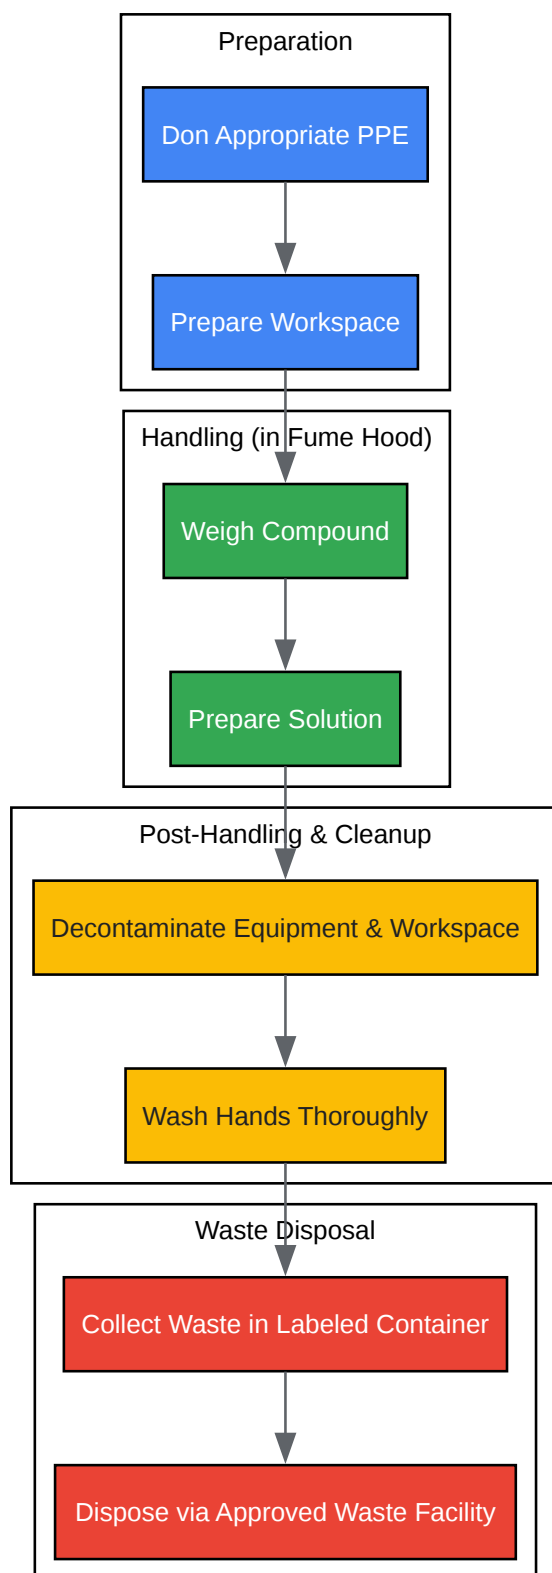 Preparation
Don Appropriate PPE
Prepare Workspace
Handling (in Fume Hood)
Weigh Compound
Prepare Solution
Post-Handling & Cleanup
Decontaminate Equipment & Workspace
Wash Hands Thoroughly
Waste Disposal
Collect Waste in Labeled Container
Dispose via Approved Waste Facility